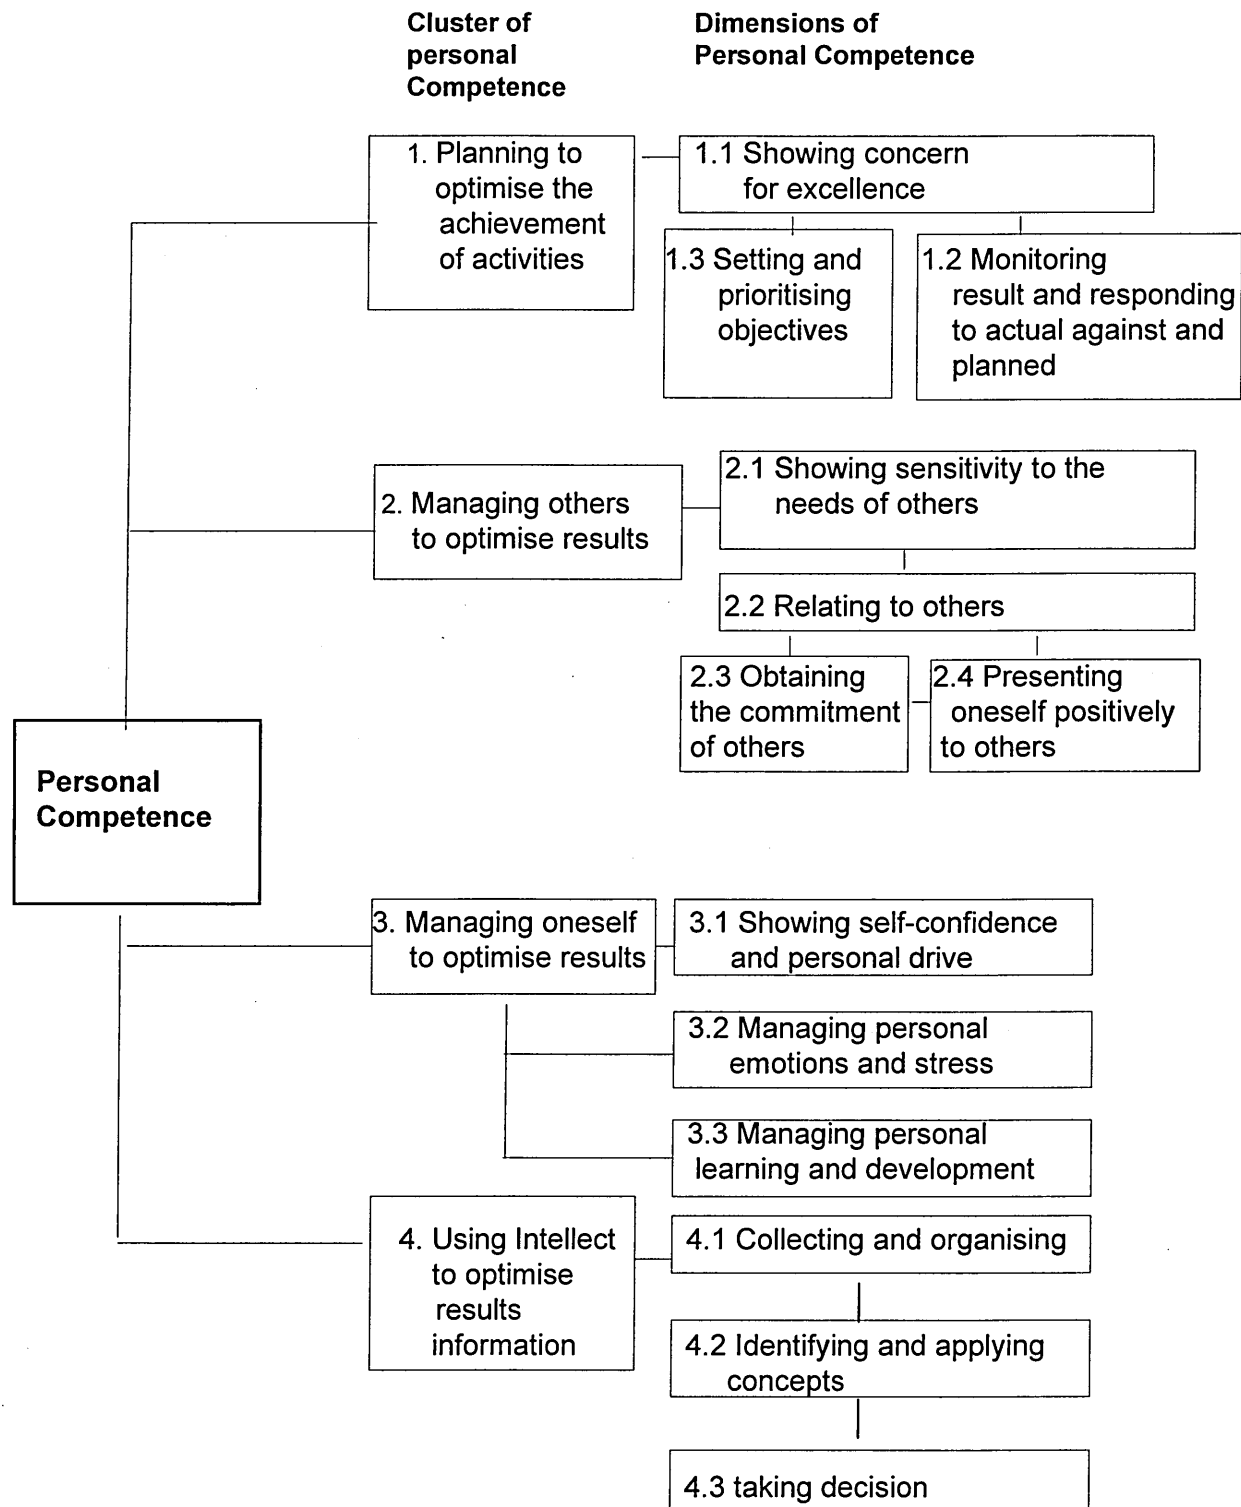 Cluster of
personal
Competence
Dimensions of
Personal Competence
1. Planning to
optimise the
achievement
of activities
1.1 Showing concern
for excellence
1.3 Setting and
prioritising
objectives
1.2 Monitoring
result and responding
to actual against and
planned
2. Managing others
to optimise results
2.1 Showing sensitivity to the
needs of others
2.2 Relating to others
2.3 Obtaining
the commitment
of others
2.4 Presenting
oneself positively
to others
Personal
Competence
3. Managing oneself
to optimise results
3.1 Showing self-confidence
and personal drive
3.2 Managing personal
emotions and stress
3.3 Managing personal
learning and development
4. Using Intellect
to optimise
results
information
4.1 Collecting and organising
4.2 Identifying and applying
concepts
4.3 taking decision